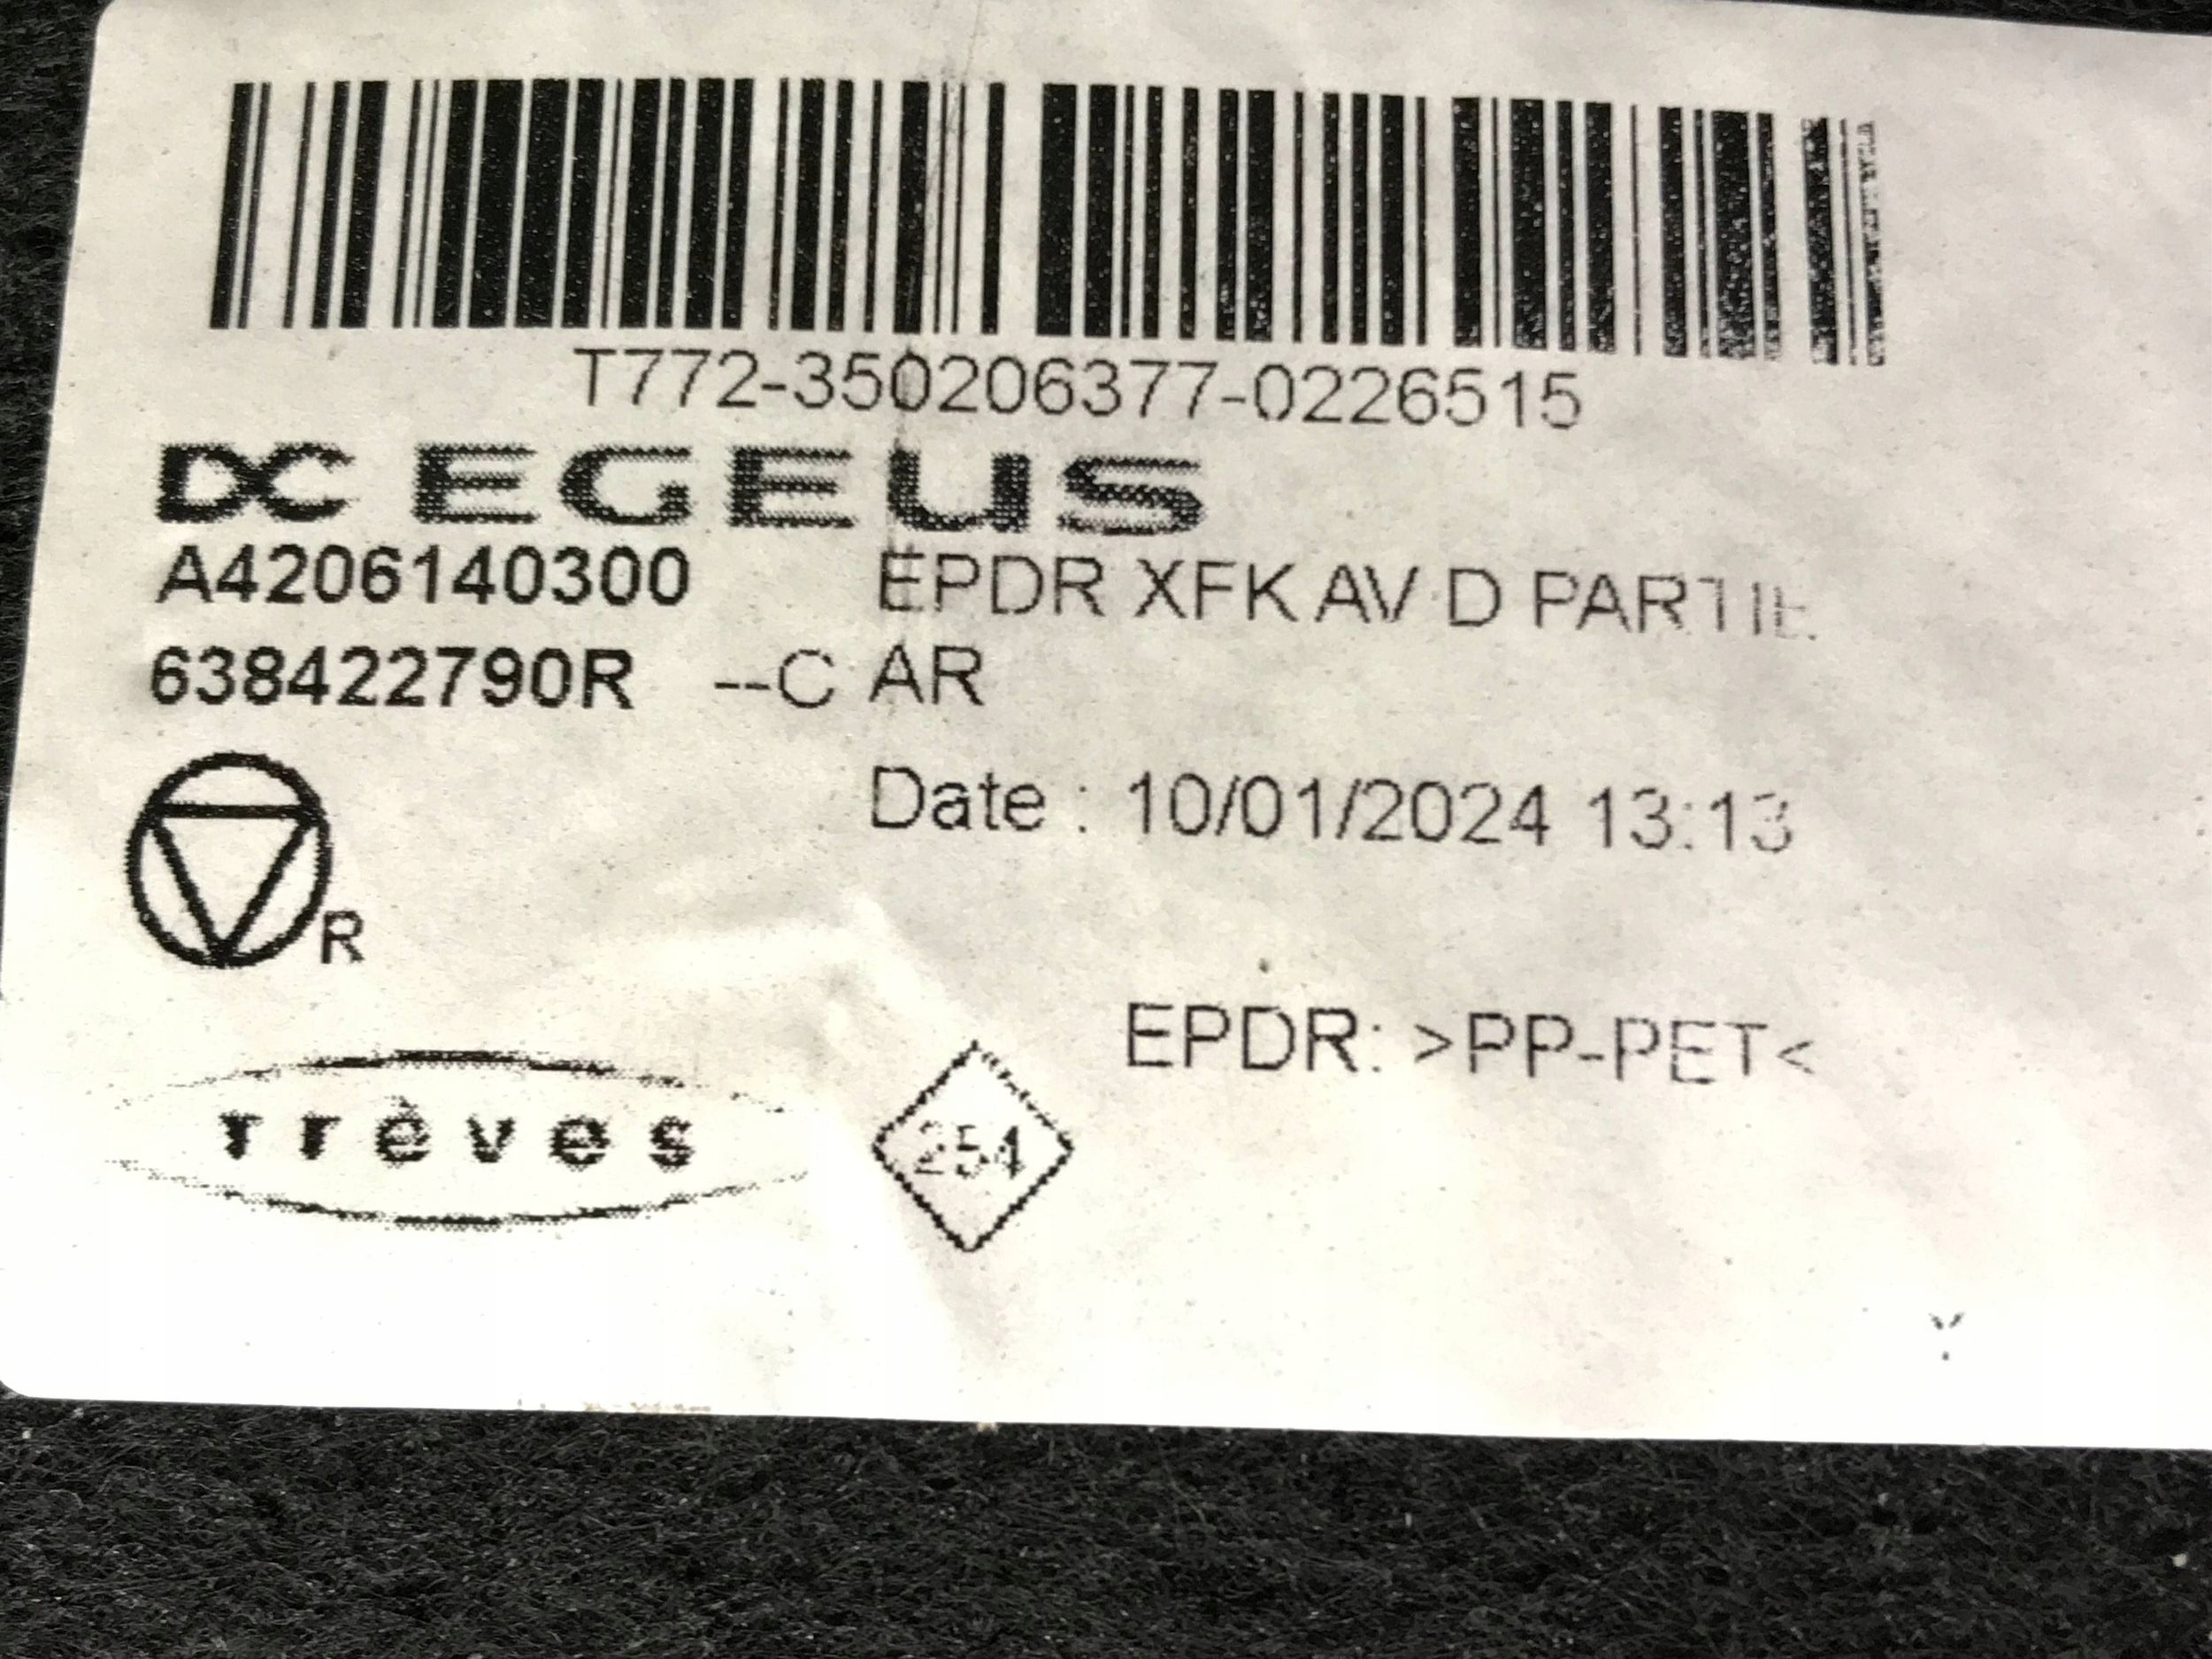 T772-350206377-0226515
DC EGEUS
A4206140300 EPDR XFK AV D PARTIE
638422790R --C AR
Date : 10/01/2024 13:13
R
EPDR: >PP-PET<
trèves
254